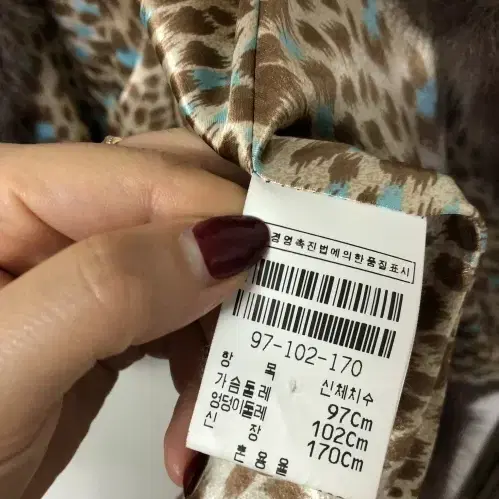 경영촉진법에의한품질표시
97-102-170
항 목 신체치수
가슴둘레 97Cm
엉덩이둘레 102Cm
신 장 170Cm
혼용율